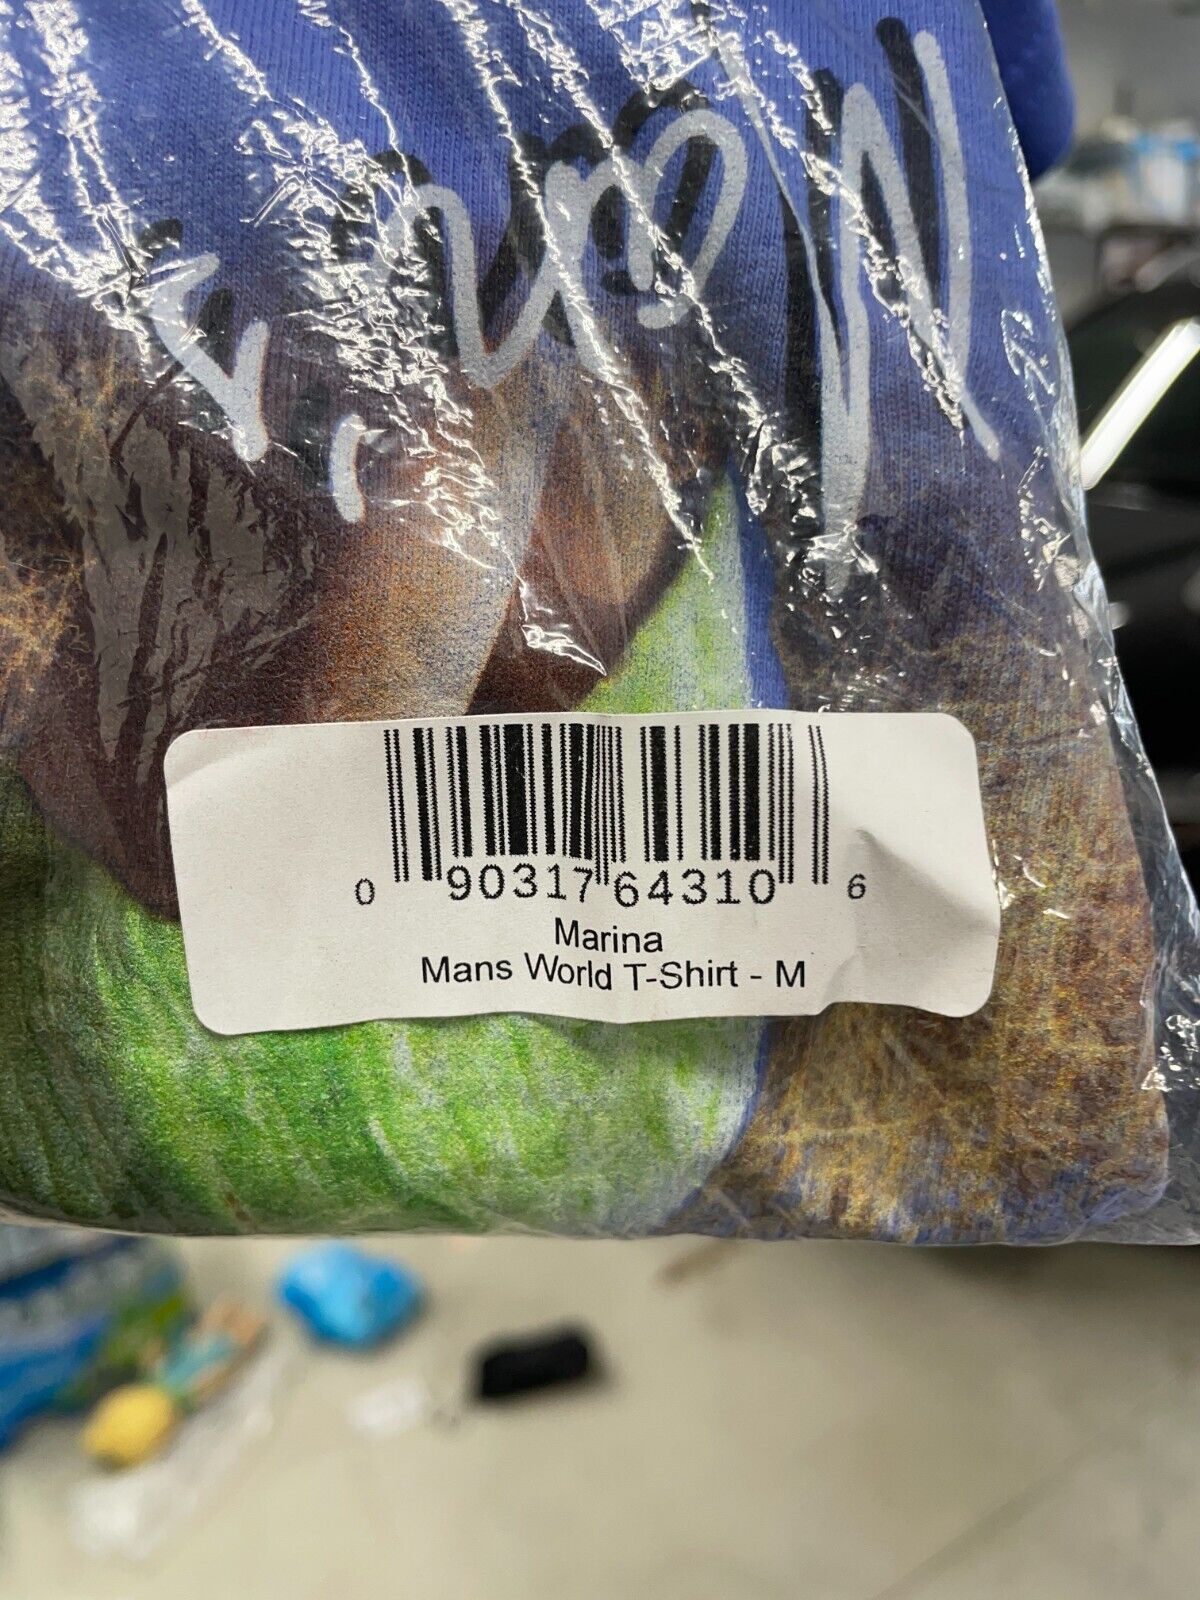 0 90317 64310 6
Marina
Mans World T-Shirt - M